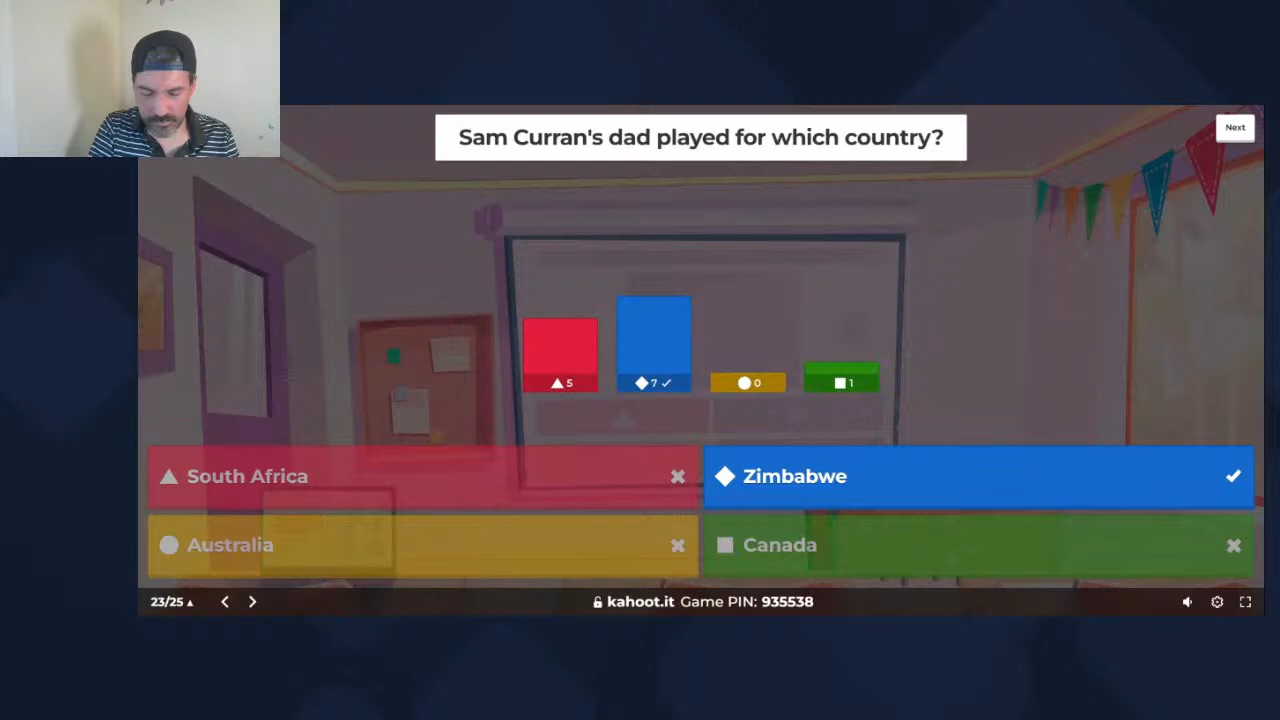 Sam Curran's dad played for which country?
Next
5
7
0
1
South Africa
Zimbabwe
Australia
Canada
23/25
kahoot.it Game PIN: 935538